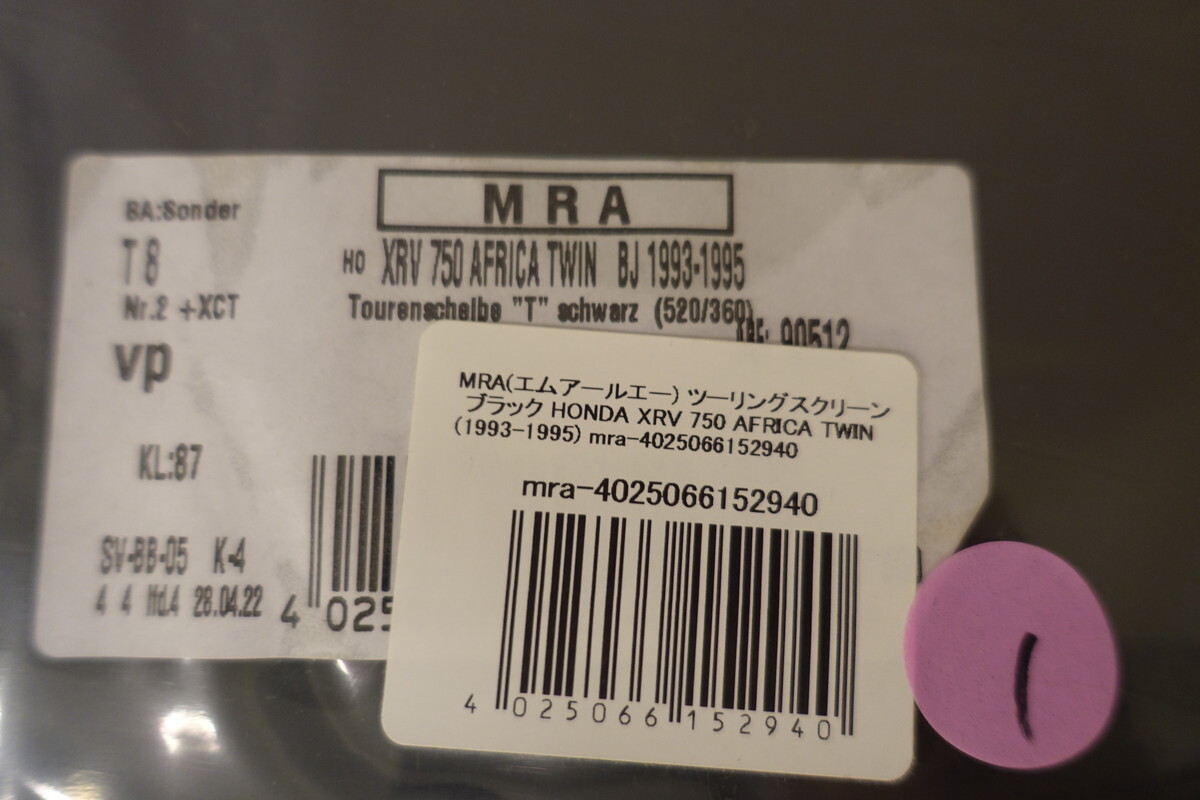 MRA
BA:Sonder
T 8
HO XRV 750 AFRICA TWIN BJ 1993-1995
Nr.2 +XCT
Tourenscheibe "T" schwarz (520/360)
90512
vp
KL:87
SV-BB-05 K-4
4 4 lfd.4 28.04.22
4 025
MRA(エムアールエー) ツーリングスクリーン
ブラック HONDA XRV 750 AFRICA TWIN
(1993-1995) mra-4025066152940
mra-4025066152940
4 025066 152940